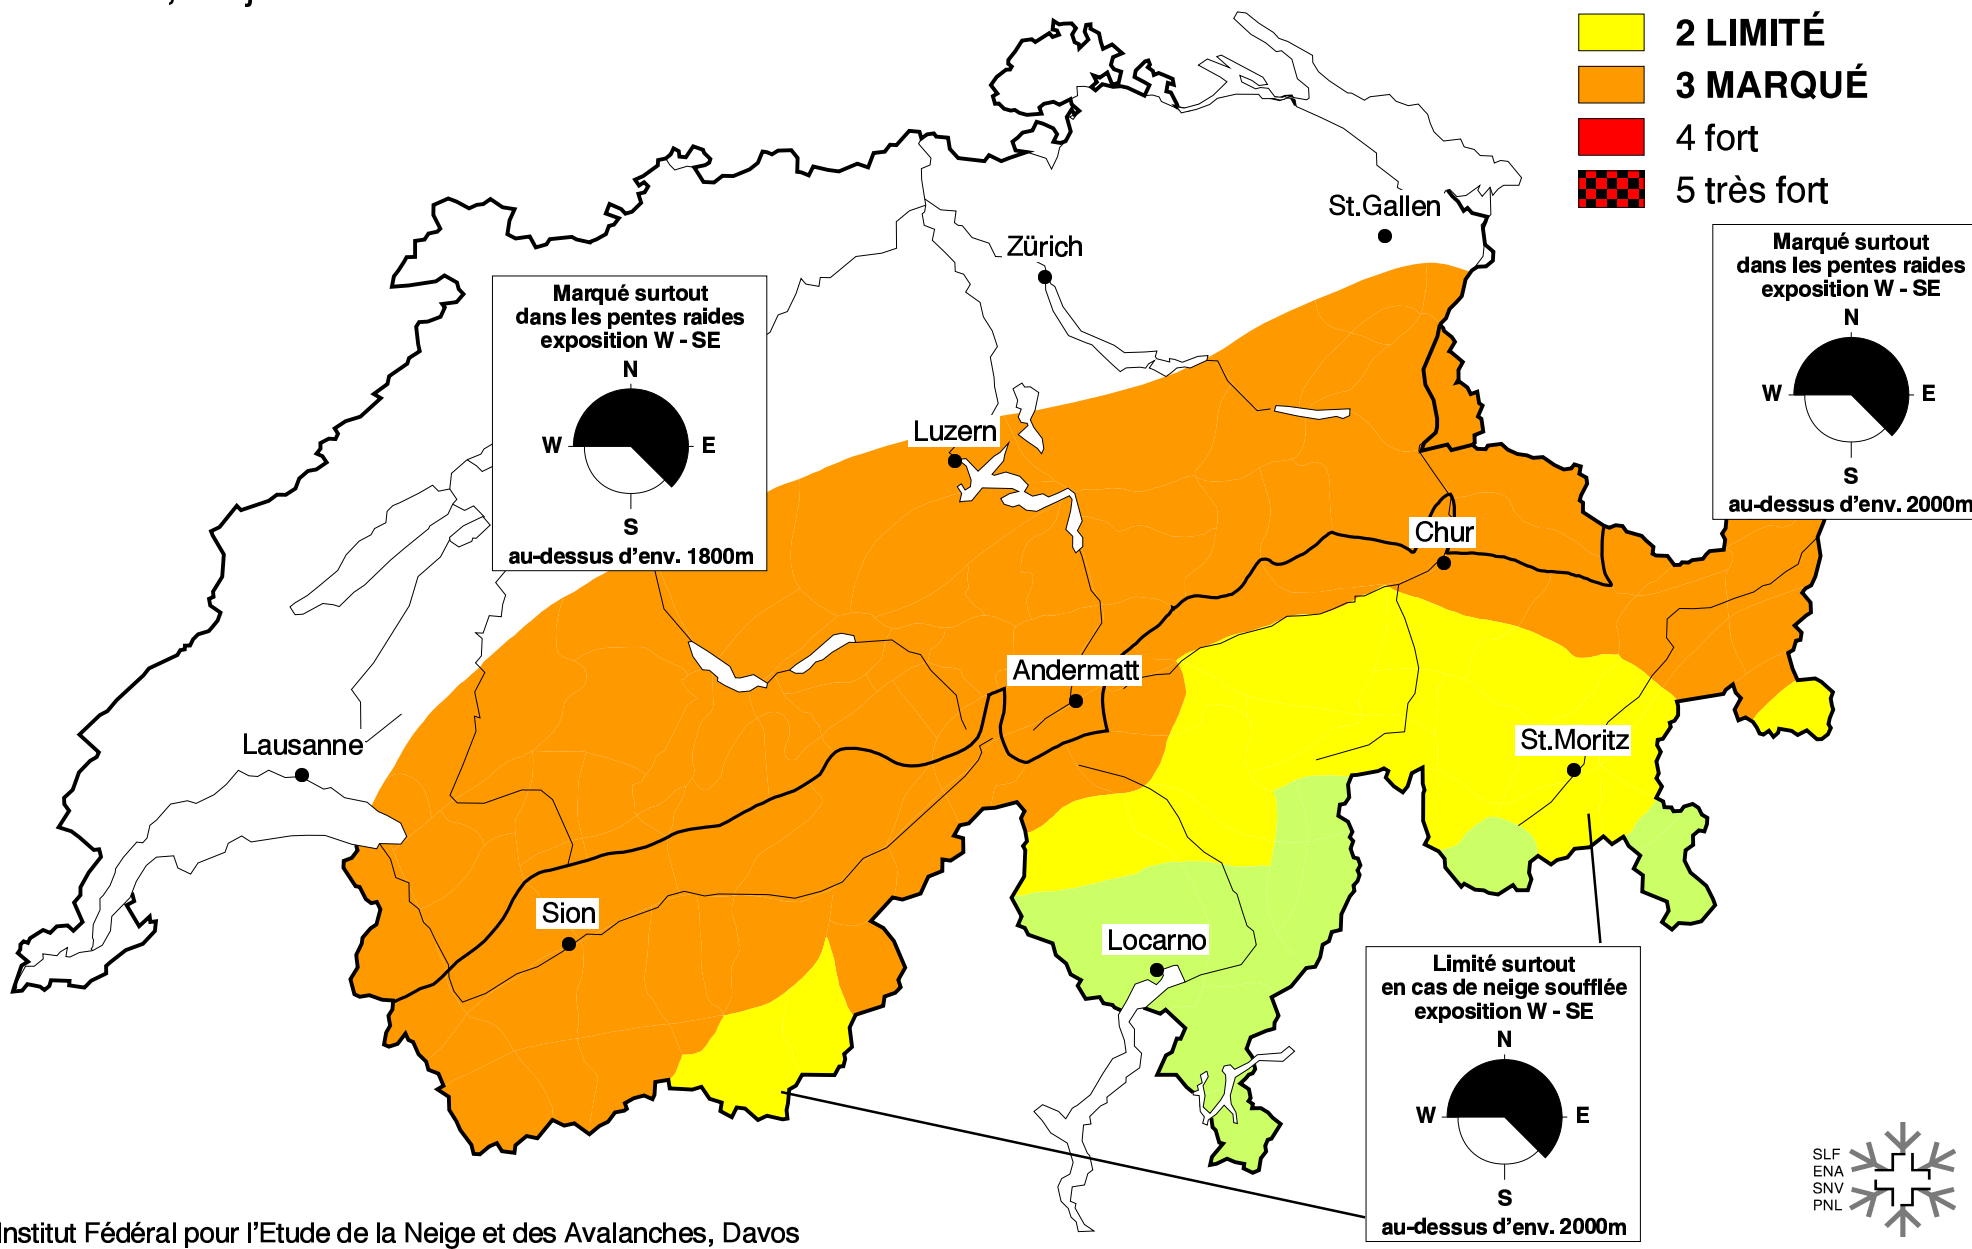 2 LIMITÉ
3 MARQUÉ
4 fort
5 très fort
St.Gallen
Zürich
Marqué surtout
dans les pentes raides
exposition W - SE
N
W
E
S
au-dessus d'env. 2000m
Marqué surtout
dans les pentes raides
exposition W - SE
N
W
E
S
au-dessus d'env. 1800m
Luzern
Chur
Andermatt
Lausanne
St.Moritz
Sion
Locarno
Limité surtout
en cas de neige soufflée
exposition W - SE
N
W
E
S
au-dessus d'env. 2000m
SLF
ENA
SNV
PNL
Institut Fédéral pour l'Etude de la Neige et des Avalanches, Davos